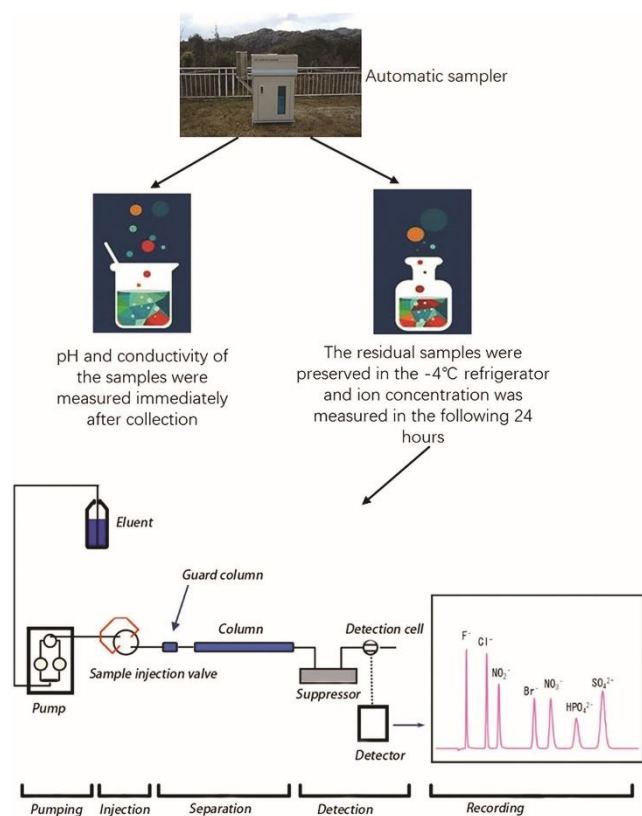 Automatic sampler
pH and conductivity of
the samples were
measured immediately
after collection
The residual samples were
preserved in the -4℃ refrigerator
and ion concentration was
measured in the following 24
hours
Eluent
Guard column
Column
Detection cell
Sample injection valve
Suppressor
Pump
Detector
F⁻
Cl⁻
NO₂⁻
Br⁻
NO₃⁻
HPO₄²⁻
SO₄²⁻
Pumping
Injection
Separation
Detection
Recording